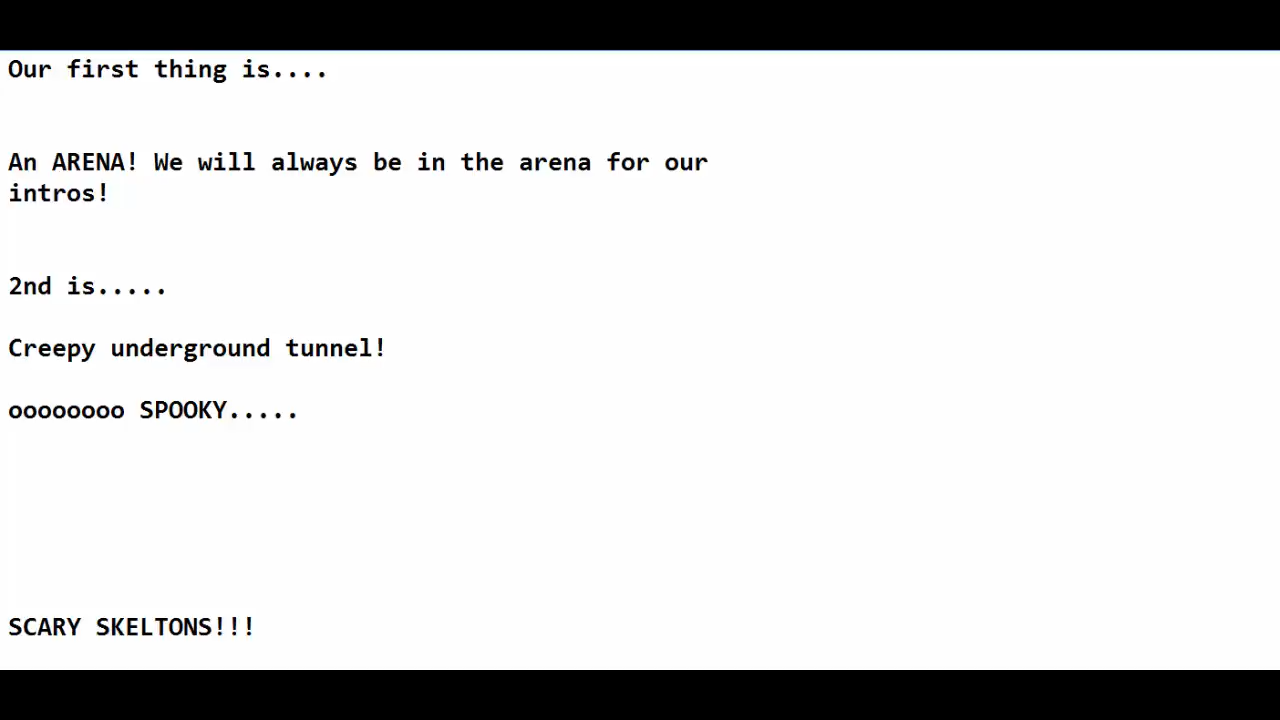 Our first thing is....
An ARENA! We will always be in the arena for our
intros!
2nd is.....
Creepy underground tunnel!
oooooooo SPOOKY.....
SCARY SKELTONS!!!